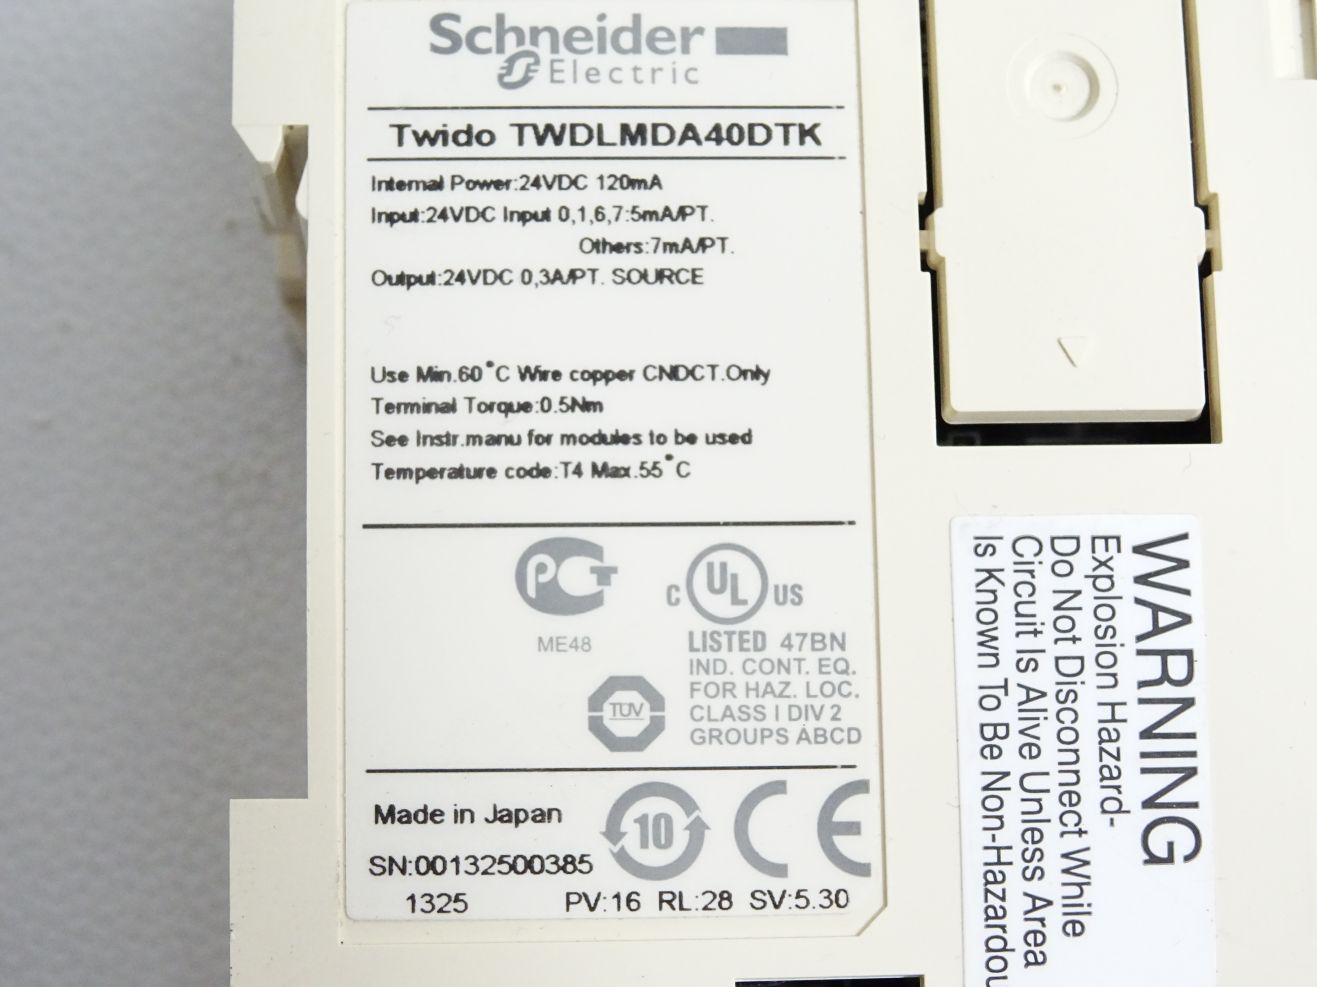 Schneider
Electric
Twido TWDLMDA40DTK
Internal Power:24VDC 120mA
Input:24VDC Input 0,1,6,7:5mA/PT.
Others:7mA/PT.
Output:24VDC 0,3A/PT. SOURCE
Use Min.60°C Wire copper CNDCT.Only
Terminal Torque:0.5Nm
See Instr.manu for modules to be used
Temperature code:T4 Max.55°C
PCT
ME48
C UL US
LISTED 47BN
IND. CONT. EQ.
FOR HAZ. LOC.
CLASS I DIV 2
GROUPS ABCD
TÜV
Made in Japan
10
CE
SN:00132500385
1325 PV:16 RL:28 SV:5.30
WARNING
Explosion Hazard-
Do Not Disconnect While
Circuit Is Alive Unless Area
Is Known To Be Non-Hazardou